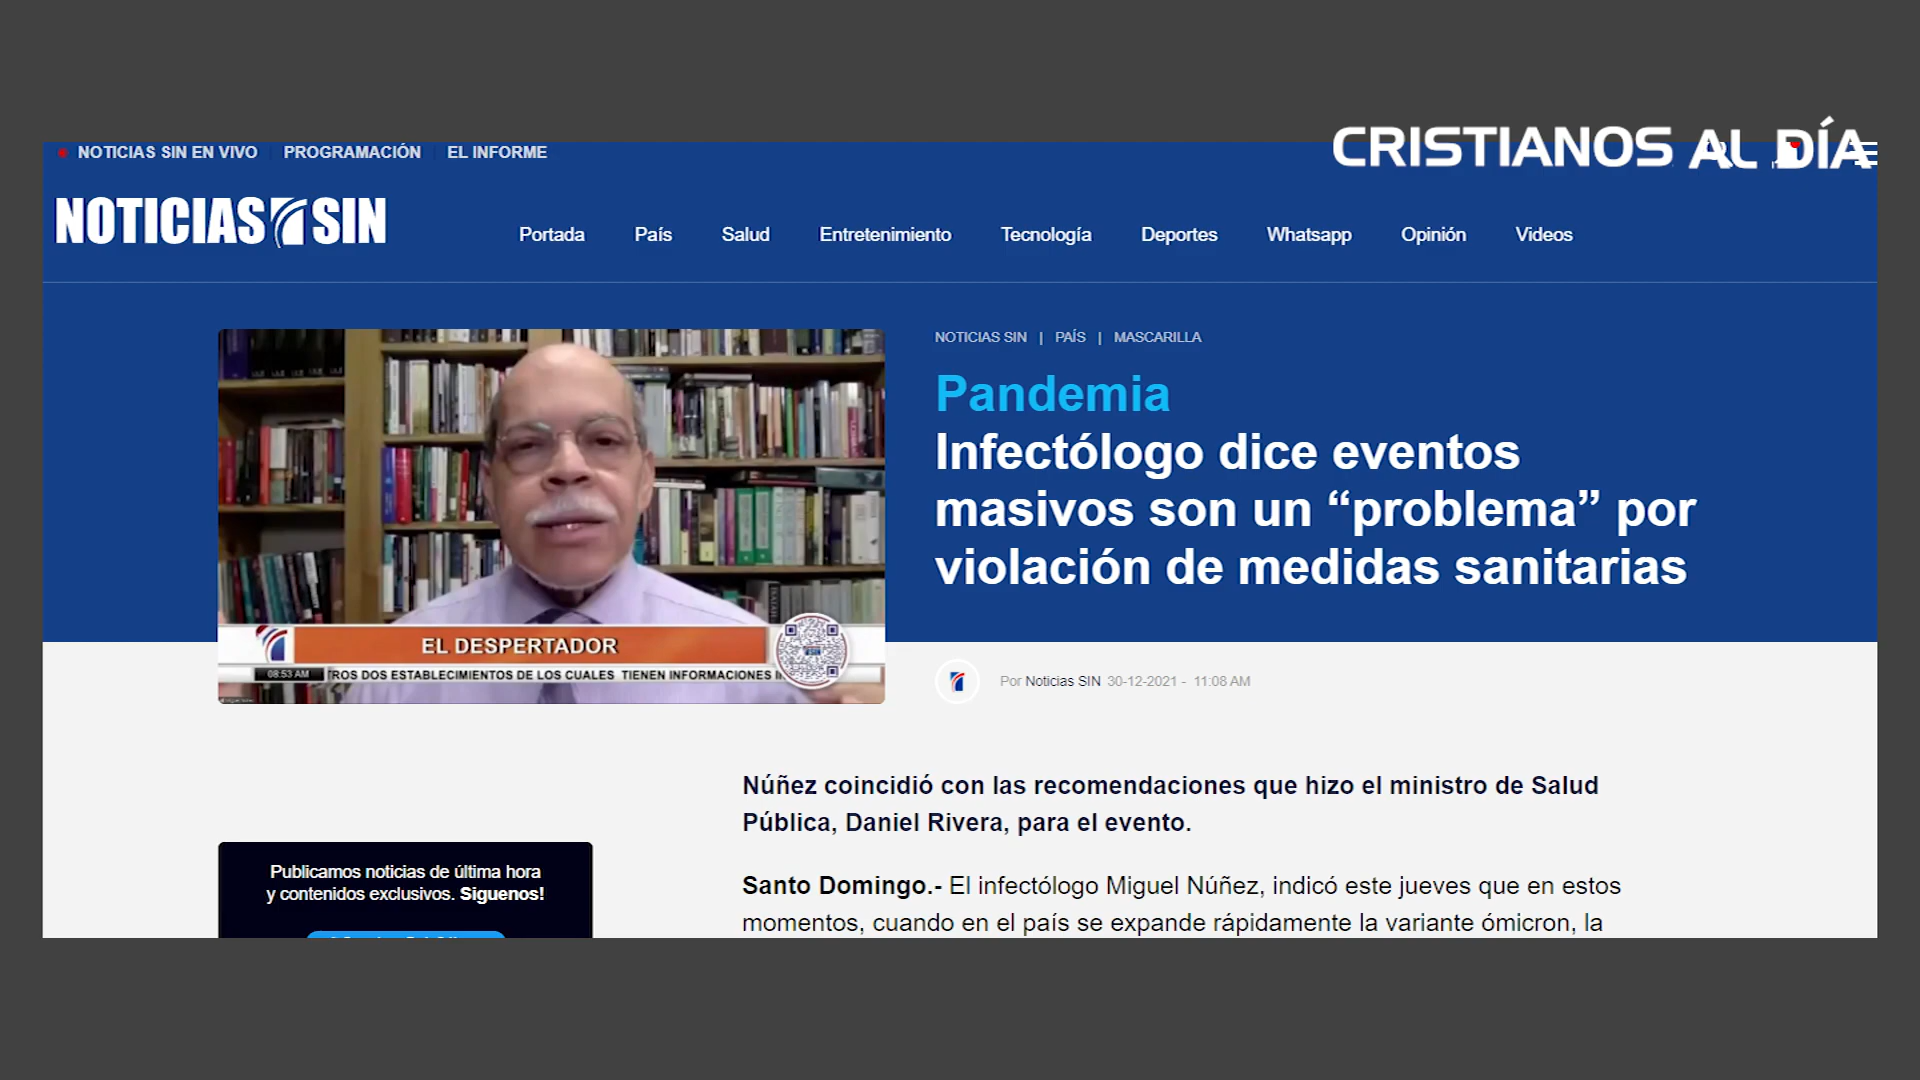 CRISTIANOS AL DÍA
NOTICIAS SIN EN VIVO PROGRAMACIÓN EL INFORME
NOTICIAS SIN
Portada País Salud Entretenimiento Tecnología Deportes Whatsapp Opinión Videos
NOTICIAS SIN | PAÍS | MASCARILLA
Pandemia
Infectólogo dice eventos
masivos son un “problema” por
violación de medidas sanitarias
EL DESPERTADOR
08:53 AM TROS DOS ESTABLECIMIENTOS DE LOS CUALES TIENEN INFORMACIONES
Por Noticias SIN 30-12-2021 - 11:08 AM
Núñez coincidió con las recomendaciones que hizo el ministro de Salud
Pública, Daniel Rivera, para el evento.
Publicamos noticias de última hora
y contenidos exclusivos. Síguenos!
Santo Domingo.- El infectólogo Miguel Núñez, indicó este jueves que en estos
momentos, cuando en el país se expande rápidamente la variante ómicron, la